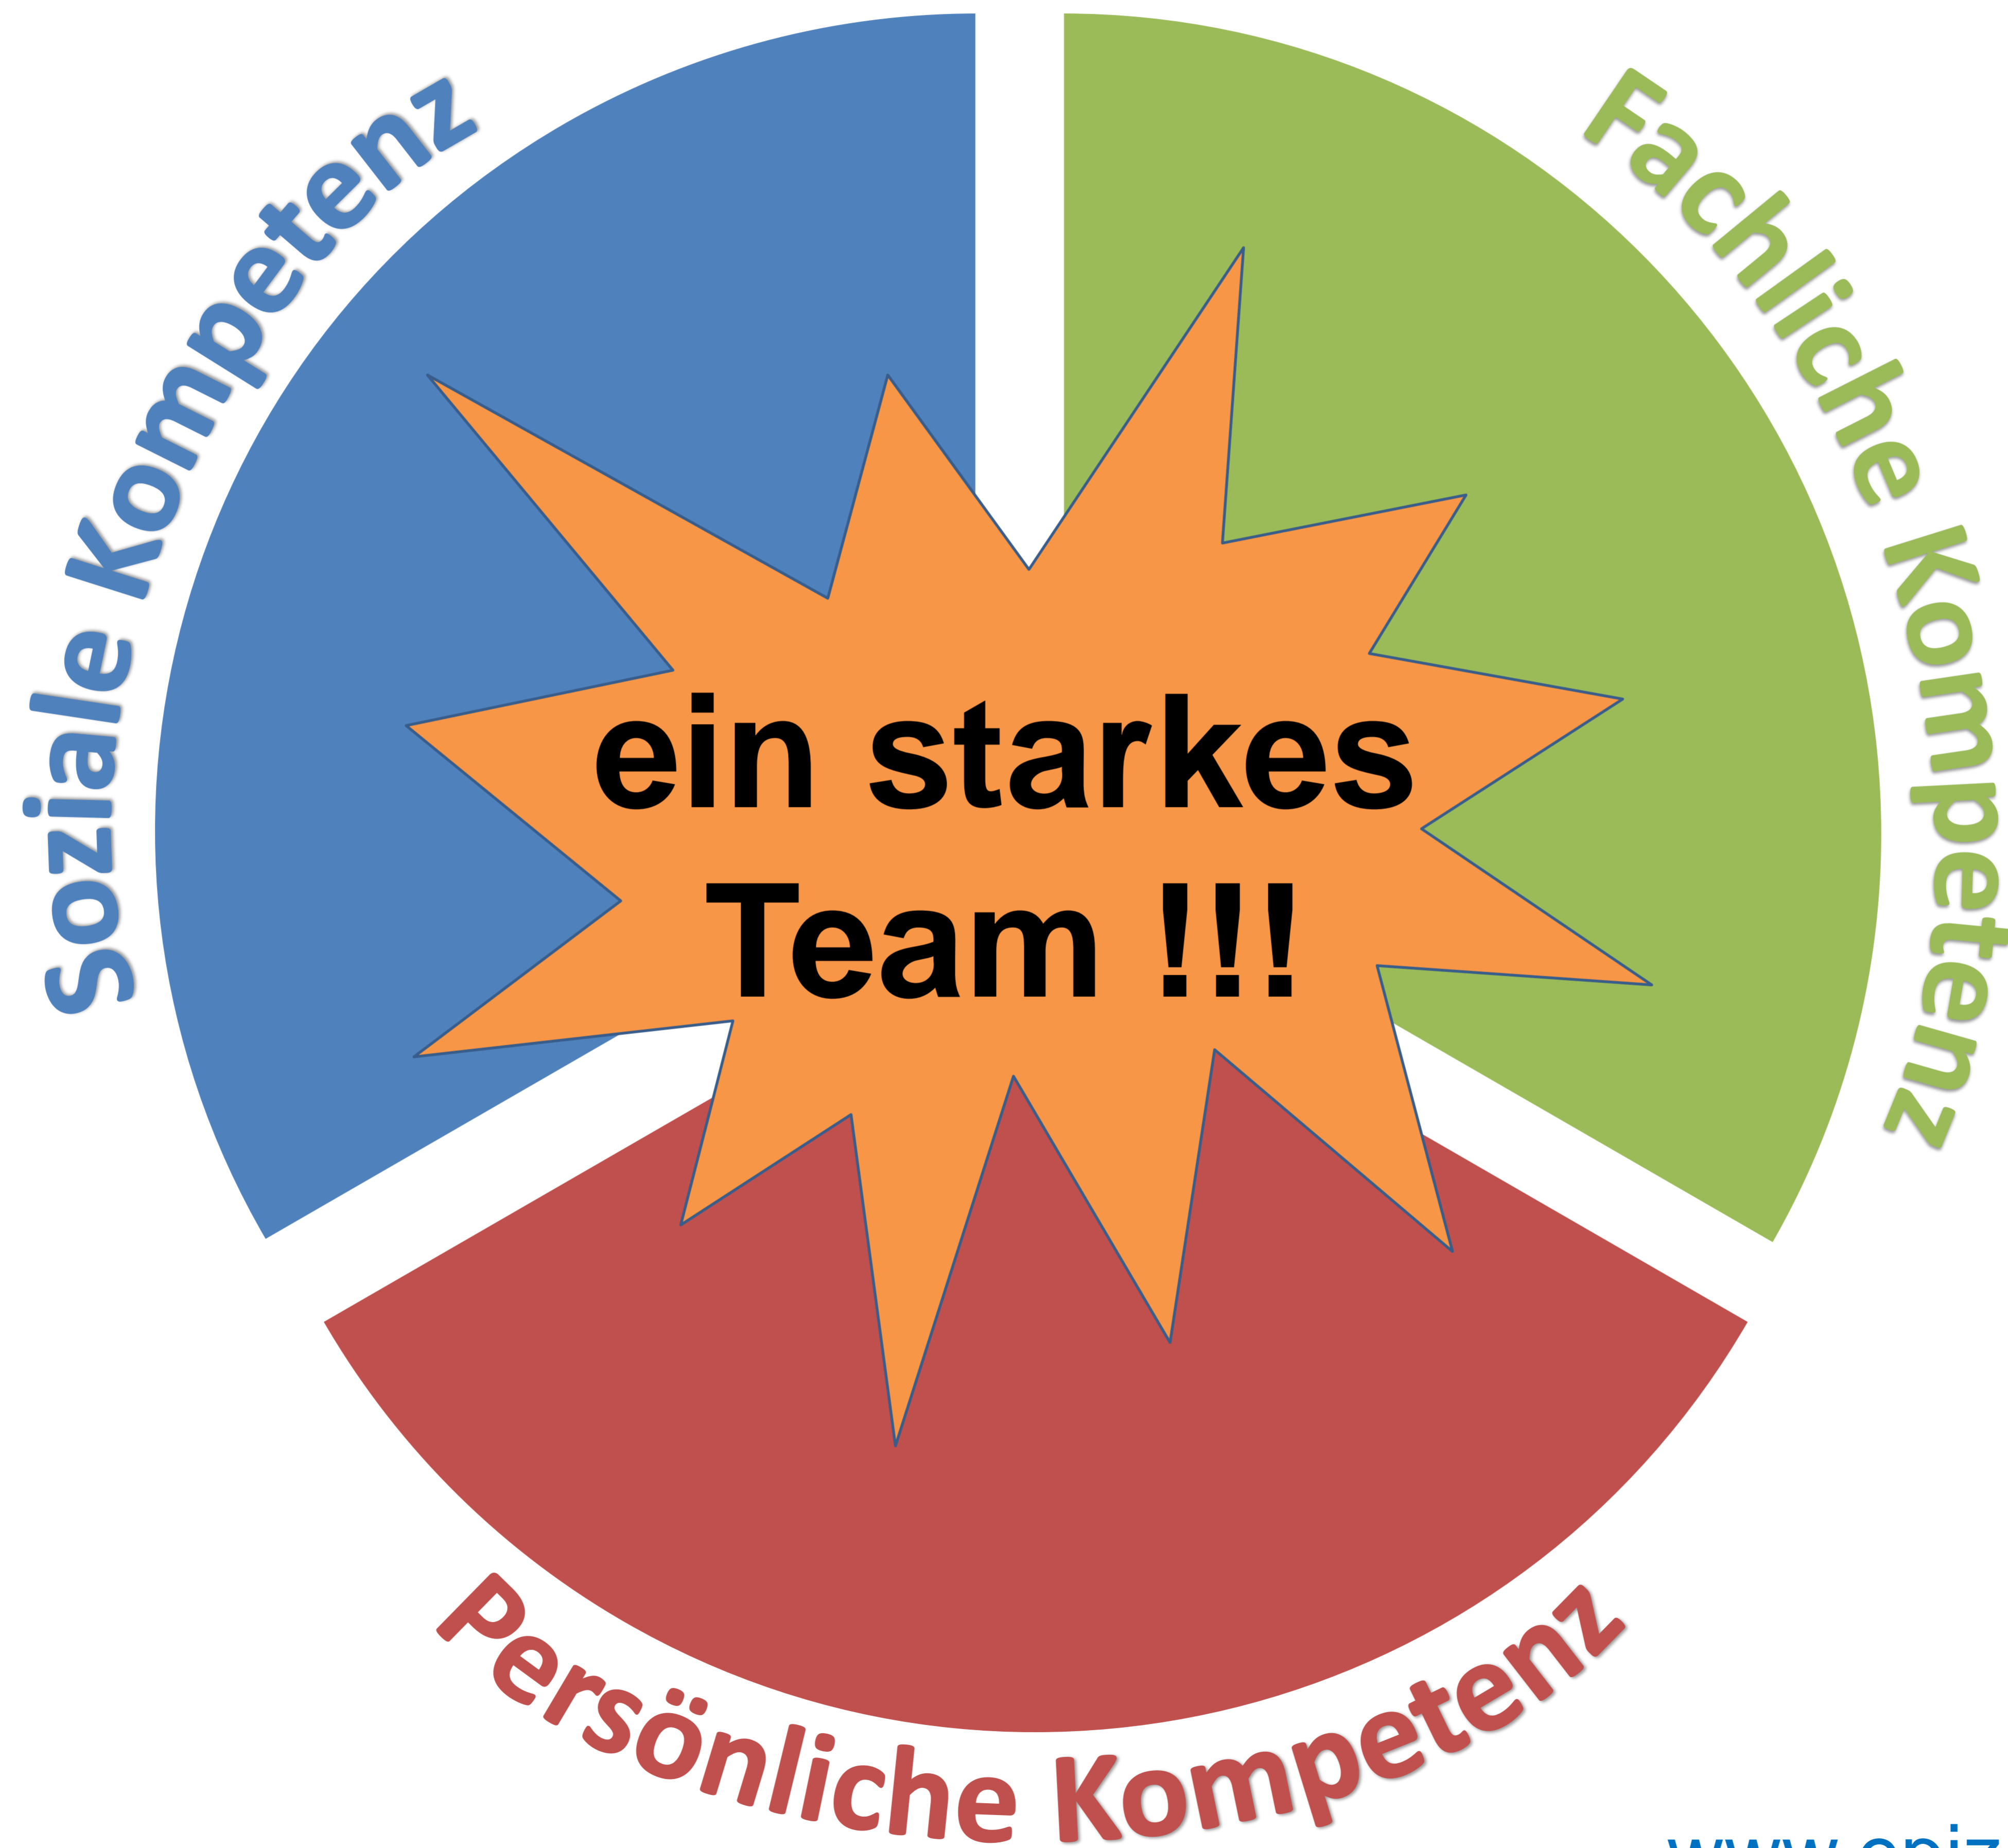 soziale Kompetenz
Fachliche Kompetenz
ein starkes
Team !!!
Persönliche Kompetenz